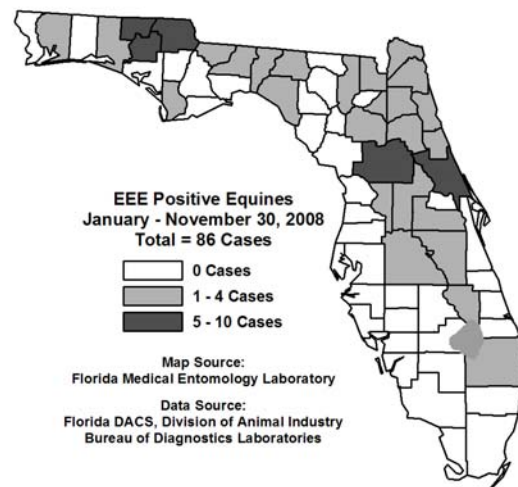 EEE Positive Equines
January - November 30, 2008
Total = 86 Cases
0 Cases
1 - 4 Cases
5 - 10 Cases
Map Source:
Florida Medical Entomology Laboratory
Data Source:
Florida DACS, Division of Animal Industry
Bureau of Diagnostics Laboratories